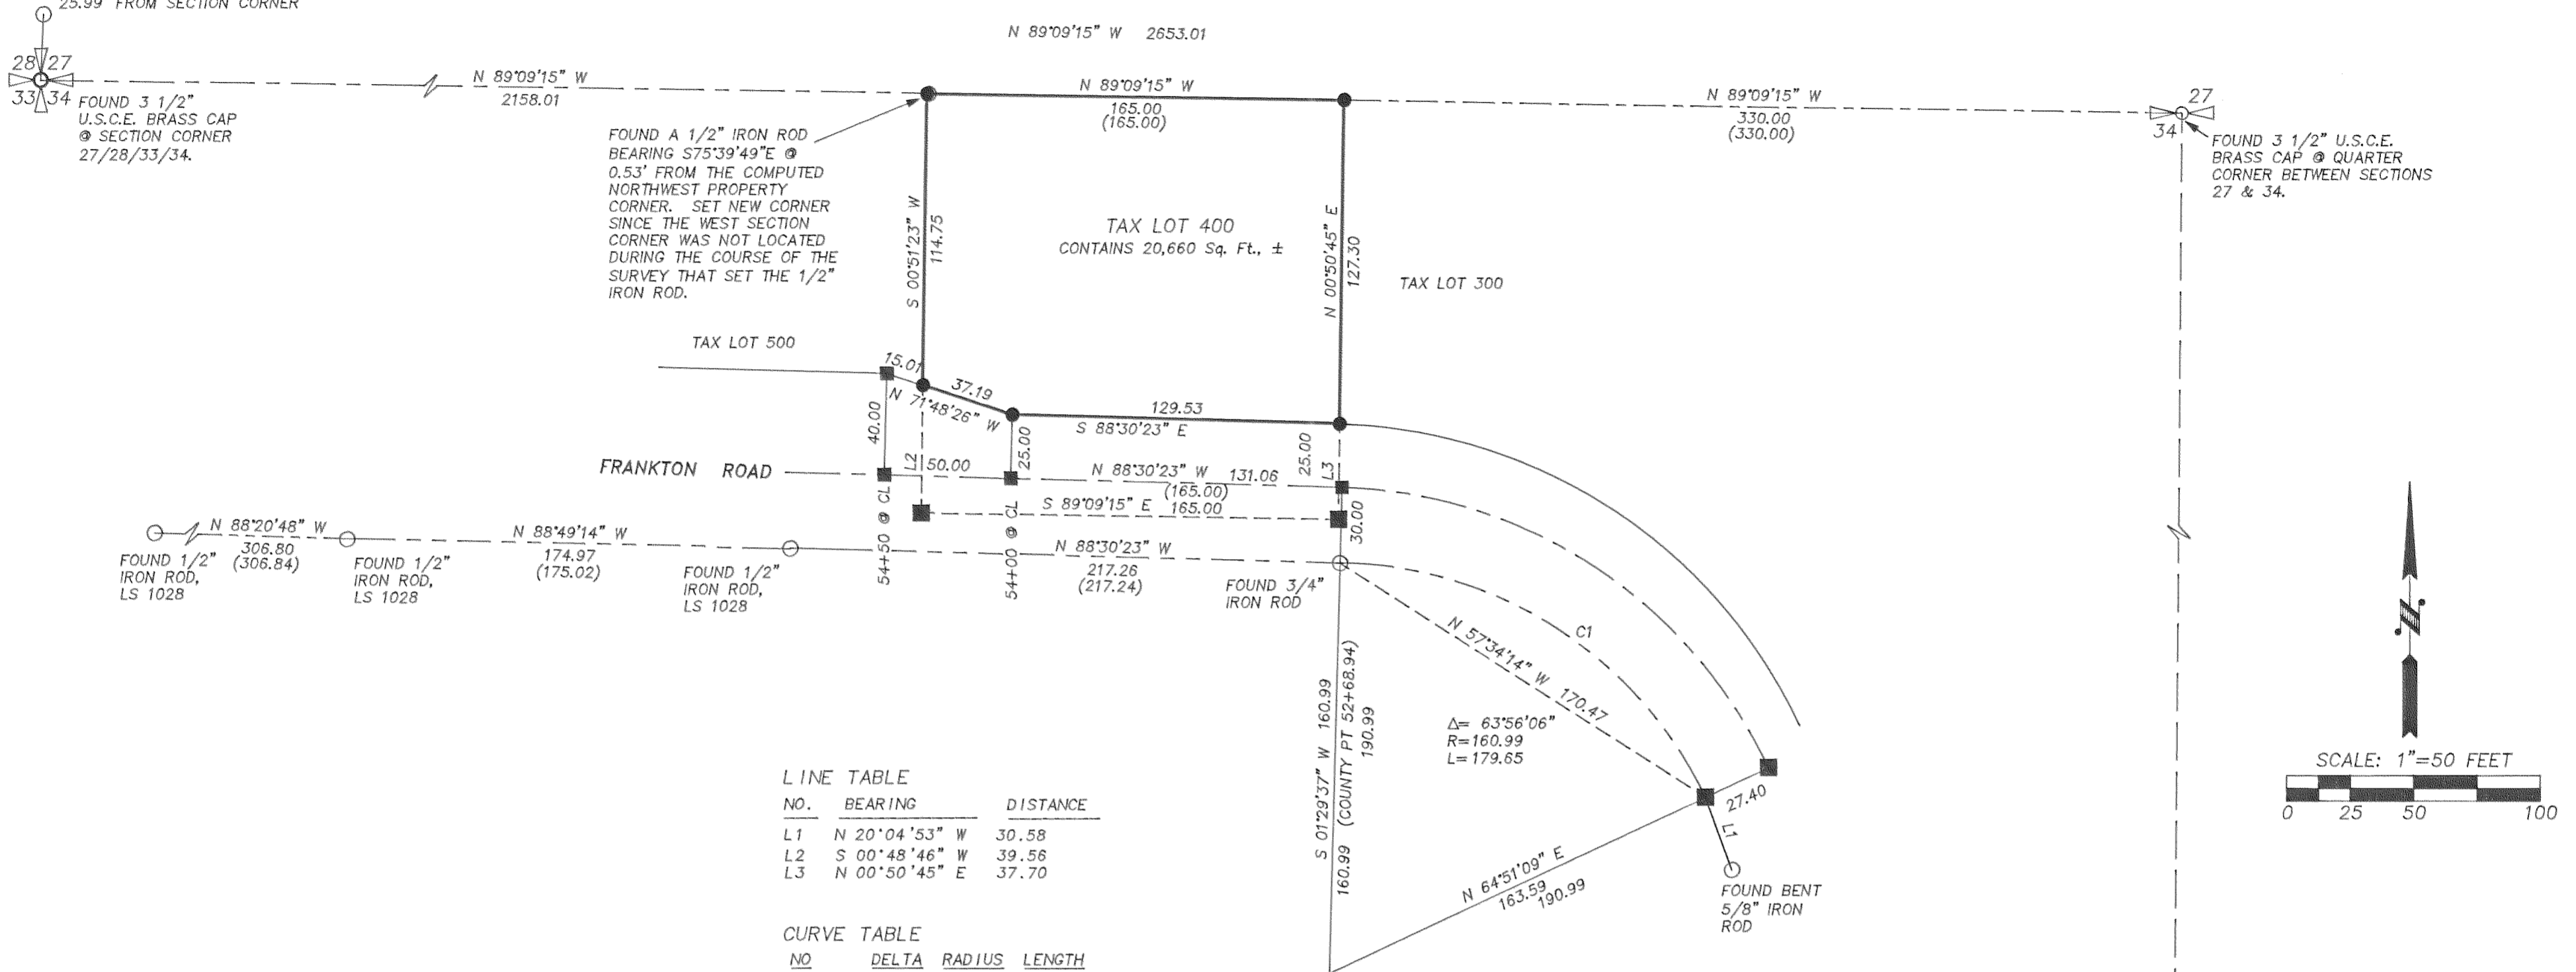 25.99' FROM SECTION CORNER
N 89°09'15" W 2653.01
28 27
33 34
FOUND 3 1/2"
U.S.C.E. BRASS CAP
@ SECTION CORNER
27/28/33/34.
N 89°09'15" W
2158.01
N 89°09'15" W
165.00
(165.00)
N 89°09'15" W
330.00
(330.00)
27
34
FOUND 3 1/2" U.S.C.E.
BRASS CAP @ QUARTER
CORNER BETWEEN SECTIONS
27 & 34.
FOUND A 1/2" IRON ROD
BEARING S75°39'49"E @
0.53' FROM THE COMPUTED
NORTHWEST PROPERTY
CORNER. SET NEW CORNER
SINCE THE WEST SECTION
CORNER WAS NOT LOCATED
DURING THE COURSE OF THE
SURVEY THAT SET THE 1/2"
IRON ROD.
S 00°51'23" W
114.75
TAX LOT 400
CONTAINS 20,660 Sq. Ft., ±
N 00°50'45" E
127.30
TAX LOT 300
TAX LOT 500
15.01
37.19
N 71°48'26" W
129.53
S 88°30'23" E
40.00
25.00
25.00
FRANKTON ROAD
L2
50.00
N 88°30'23" W 131.06
(165.00)
L3
S 89°09'15" E 165.00
30.00
54+50 @ CL
54+00 @ CL
N 88°20'48" W
306.80
(306.84)
N 88°49'14" W
174.97
(175.02)
N 88°30'23" W
217.26
(217.24)
FOUND 1/2"
IRON ROD,
LS 1028
FOUND 1/2"
IRON ROD,
LS 1028
FOUND 1/2"
IRON ROD,
LS 1028
FOUND 3/4"
IRON ROD
C1
N 57°34'14" W 170.47
S 01°29'37" W 160.99
160.99 (COUNTY PT 52+68.94)
190.99
Δ= 63°56'06"
R=160.99
L=179.65
27.40
L1
N 64°51'09" E
163.59
190.99
FOUND BENT
5/8" IRON
ROD
N
SCALE: 1"=50 FEET
0 25 50 100
LINE TABLE
NO. BEARING DISTANCE
L1 N 20°04'53" W 30.58
L2 S 00°48'46" W 39.56
L3 N 00°50'45" E 37.70
CURVE TABLE
NO DELTA RADIUS LENGTH